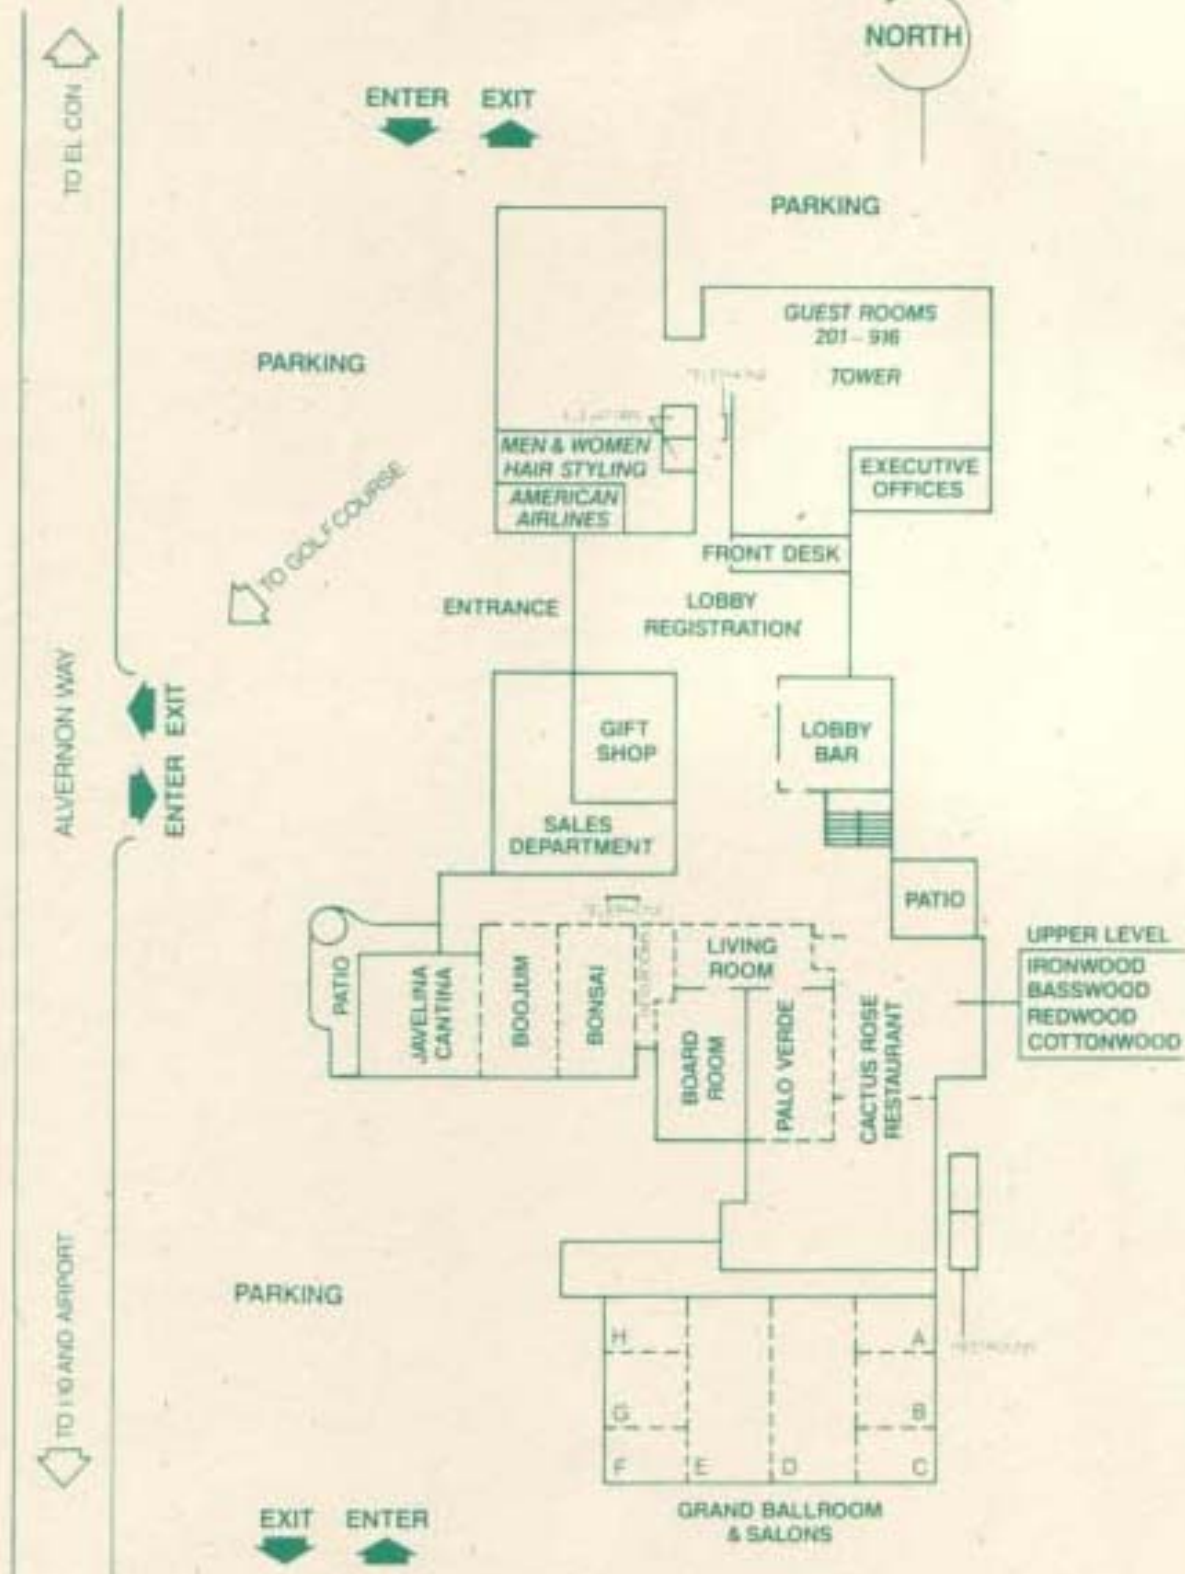 NORTH
TO EL CON
ENTER EXIT
PARKING
GUEST ROOMS
201 – 916
TOWER
PARKING
MEN & WOMEN
HAIR STYLING
AMERICAN
AIRLINES
EXECUTIVE
OFFICES
TO GOLF COURSE
FRONT DESK
ENTRANCE
LOBBY
REGISTRATION
ALVERNON WAY
EXIT
ENTER
GIFT
SHOP
LOBBY
BAR
SALES
DEPARTMENT
PATIO
TELEPHONE
UPPER LEVEL
IRONWOOD
BASSWOOD
REDWOOD
COTTONWOOD
PATIO
JAVELINA
CANTINA
BOOJUM
BONSAI
RESTROOMS
LIVING
ROOM
BOARD
ROOM
PALO VERDE
CACTUS ROSE
RESTAURANT
TO I-10 AND AIRPORT
PARKING
H
A
RESTROOMS
G
B
F
E
D
C
GRAND BALLROOM
& SALONS
EXIT ENTER